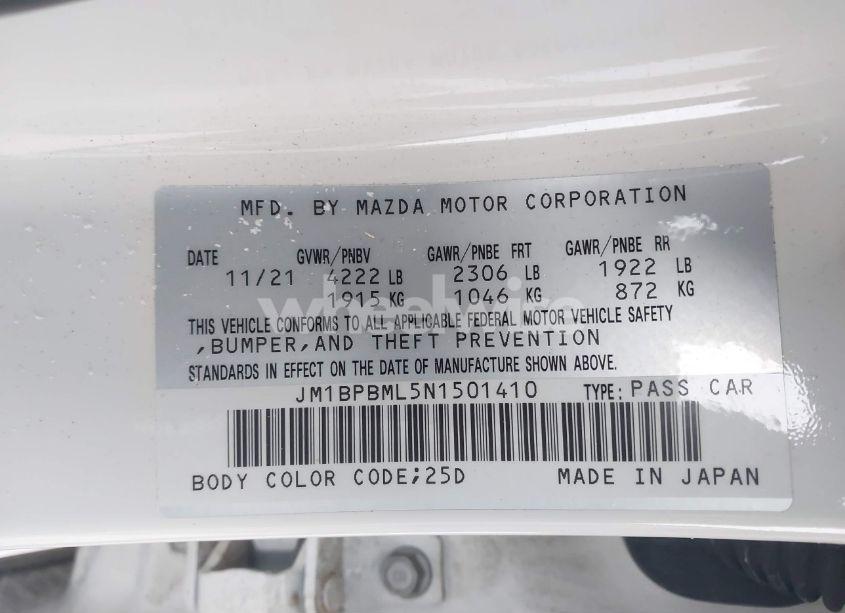 MFD. BY MAZDA MOTOR CORPORATION
DATE GVWR/PNBV GAWR/PNBE FRT GAWR/PNBE RR
11/21 4222 LB 2306 LB 1922 LB
1915 KG 1046 KG 872 KG
wheelwire
THIS VEHICLE CONFORMS TO ALL APPLICABLE FEDERAL MOTOR VEHICLE SAFETY
,BUMPER,AND THEFT PREVENTION
STANDARDS IN EFFECT ON THE DATE OF MANUFACTURE SHOWN ABOVE.
JM1BPBML5N1501410 TYPE: PASS CAR
BODY COLOR CODE;25D MADE IN JAPAN